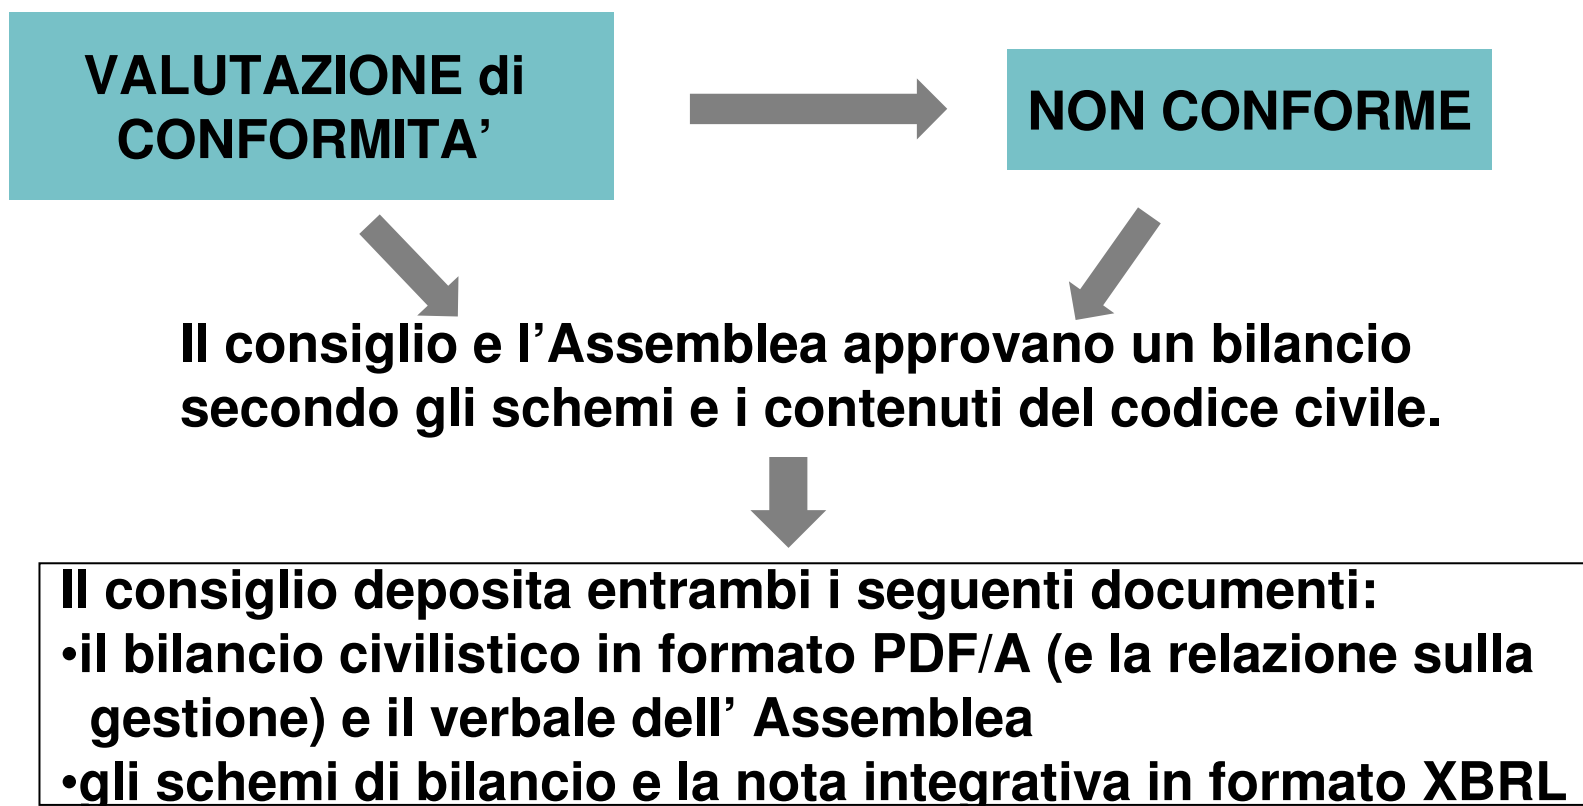 VALUTAZIONE di
CONFORMITA’
NON CONFORME
Il consiglio e l’Assemblea approvano un bilancio
secondo gli schemi e i contenuti del codice civile.
Il consiglio deposita entrambi i seguenti documenti:
•il bilancio civilistico in formato PDF/A (e la relazione sulla
gestione) e il verbale dell’ Assemblea
•gli schemi di bilancio e la nota integrativa in formato XBRL